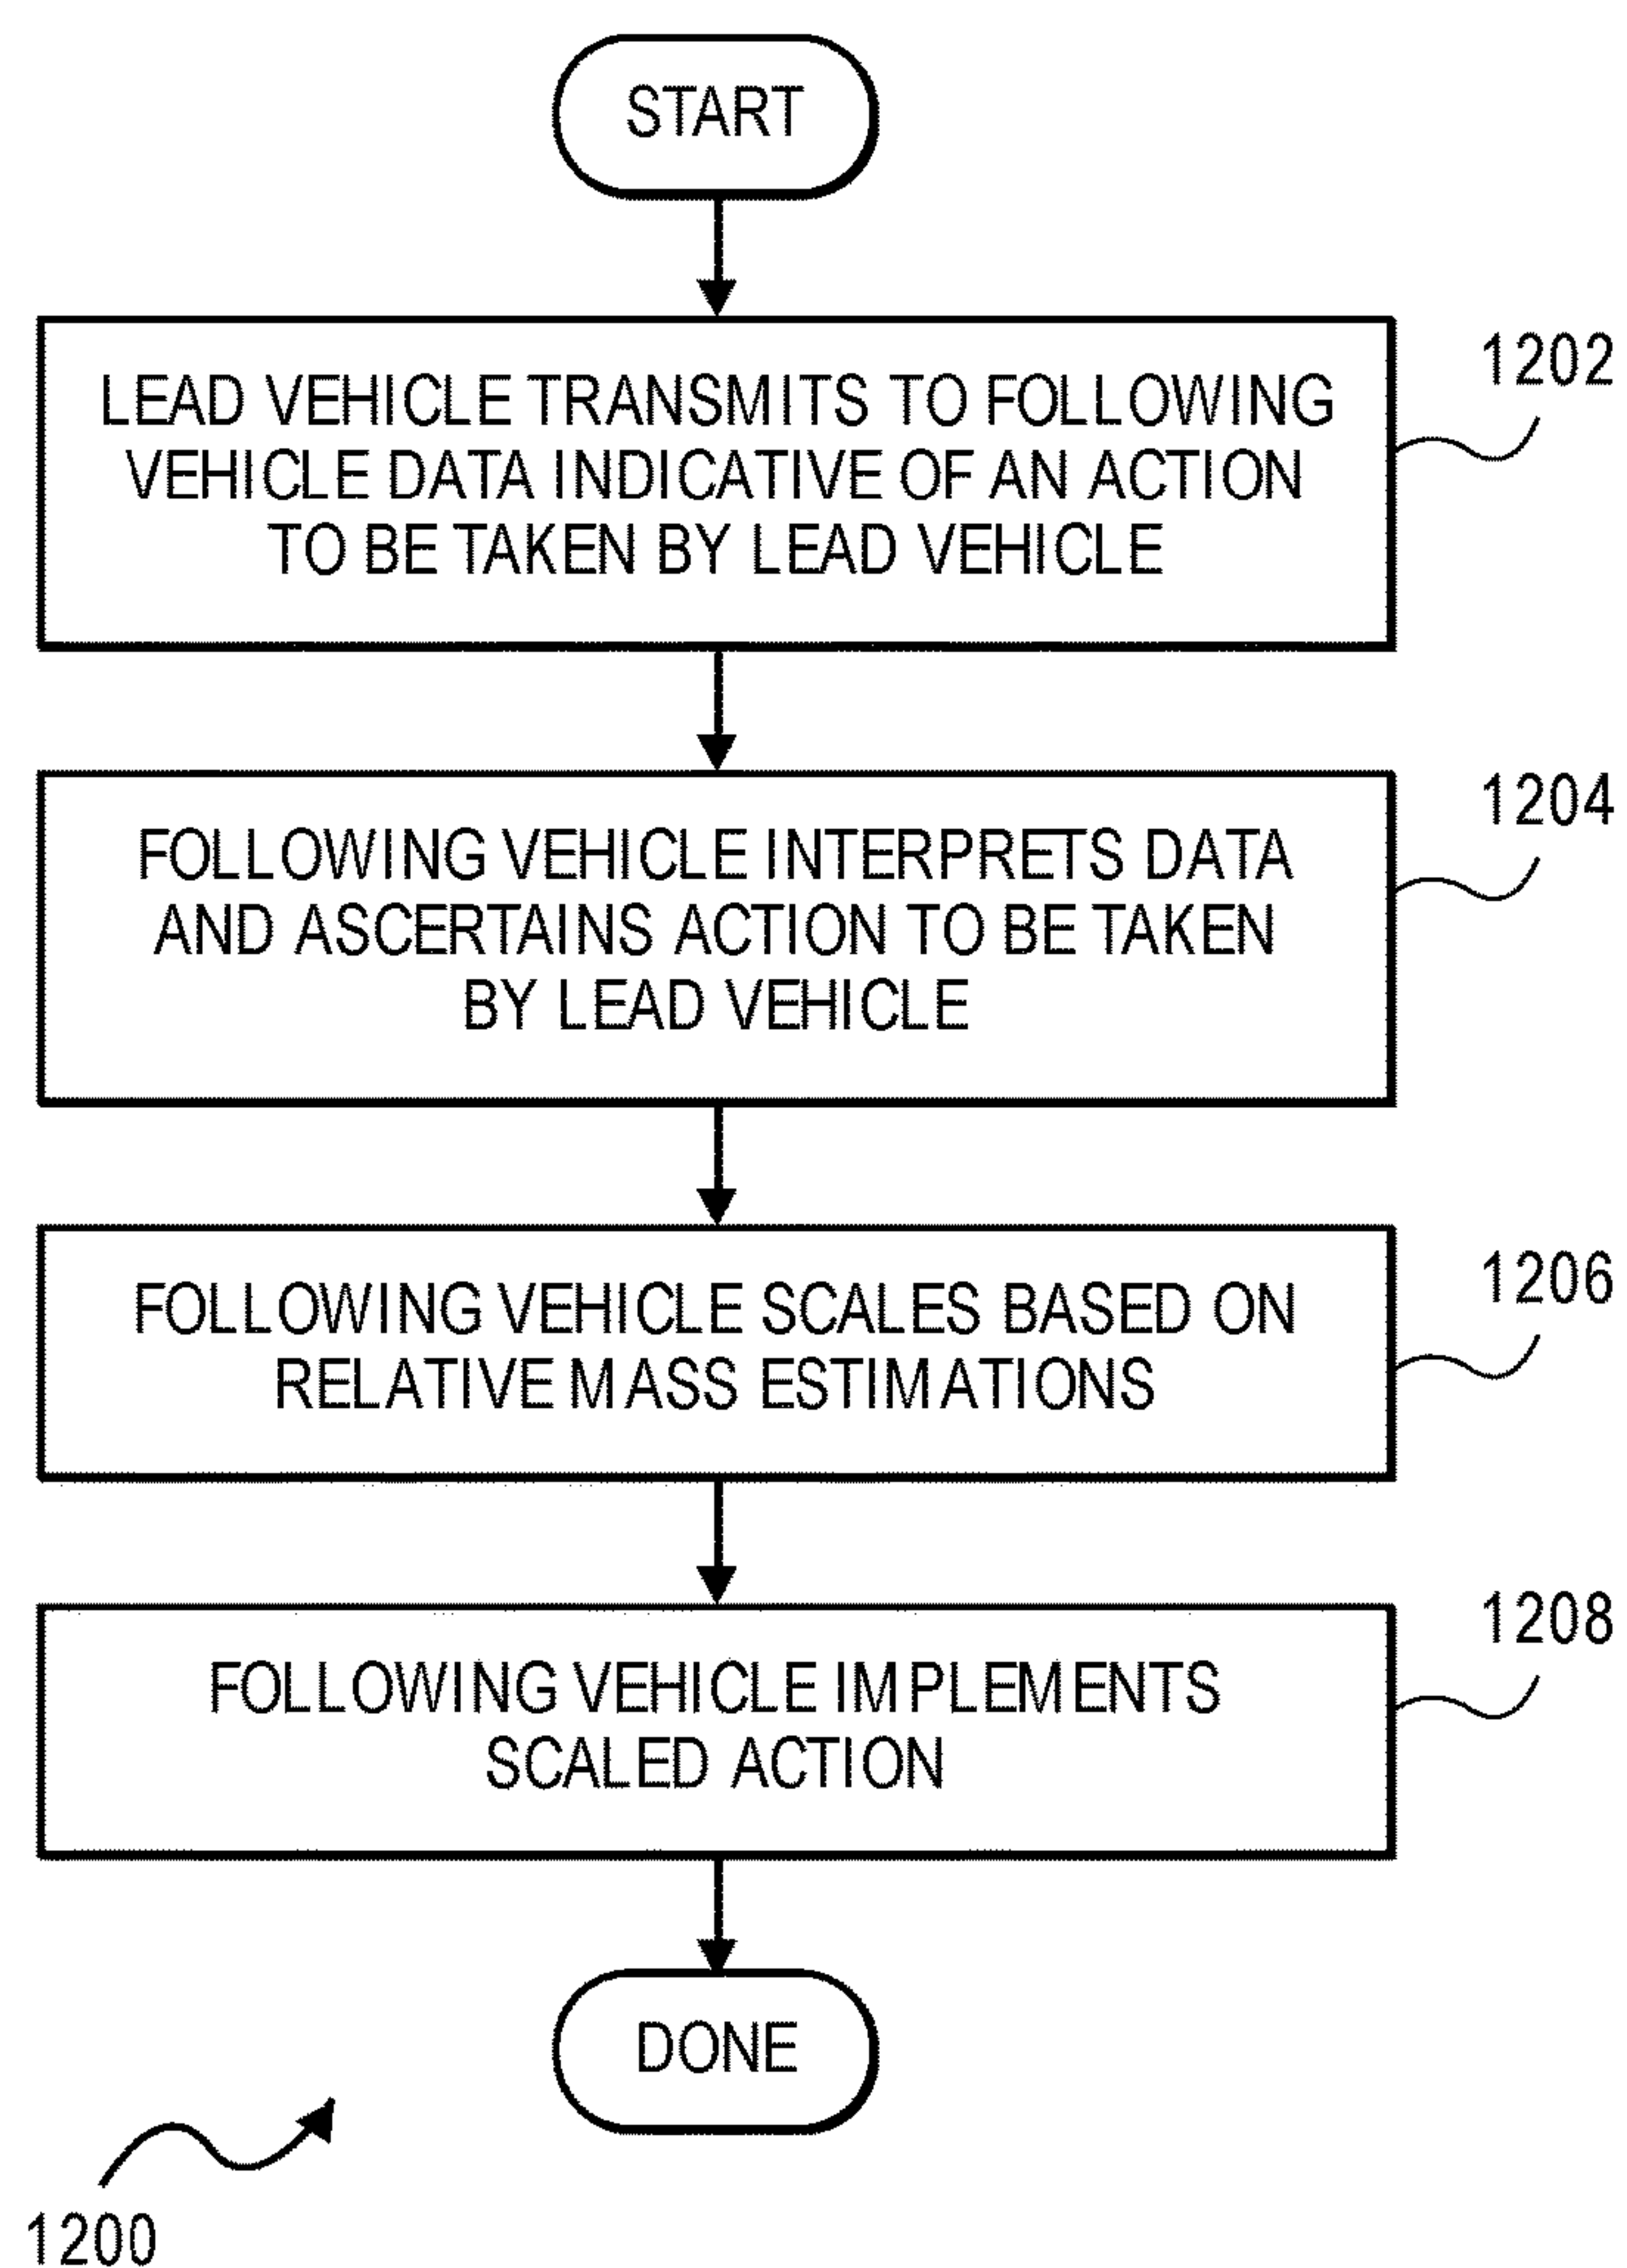 START
LEAD VEHICLE TRANSMITS TO FOLLOWING
VEHICLE DATA INDICATIVE OF AN ACTION
TO BE TAKEN BY LEAD VEHICLE
1202
FOLLOWING VEHICLE INTERPRETS DATA
AND ASCERTAINS ACTION TO BE TAKEN
BY LEAD VEHICLE
1204
FOLLOWING VEHICLE SCALES BASED ON
RELATIVE MASS ESTIMATIONS
1206
FOLLOWING VEHICLE IMPLEMENTS
SCALED ACTION
1208
DONE
1200